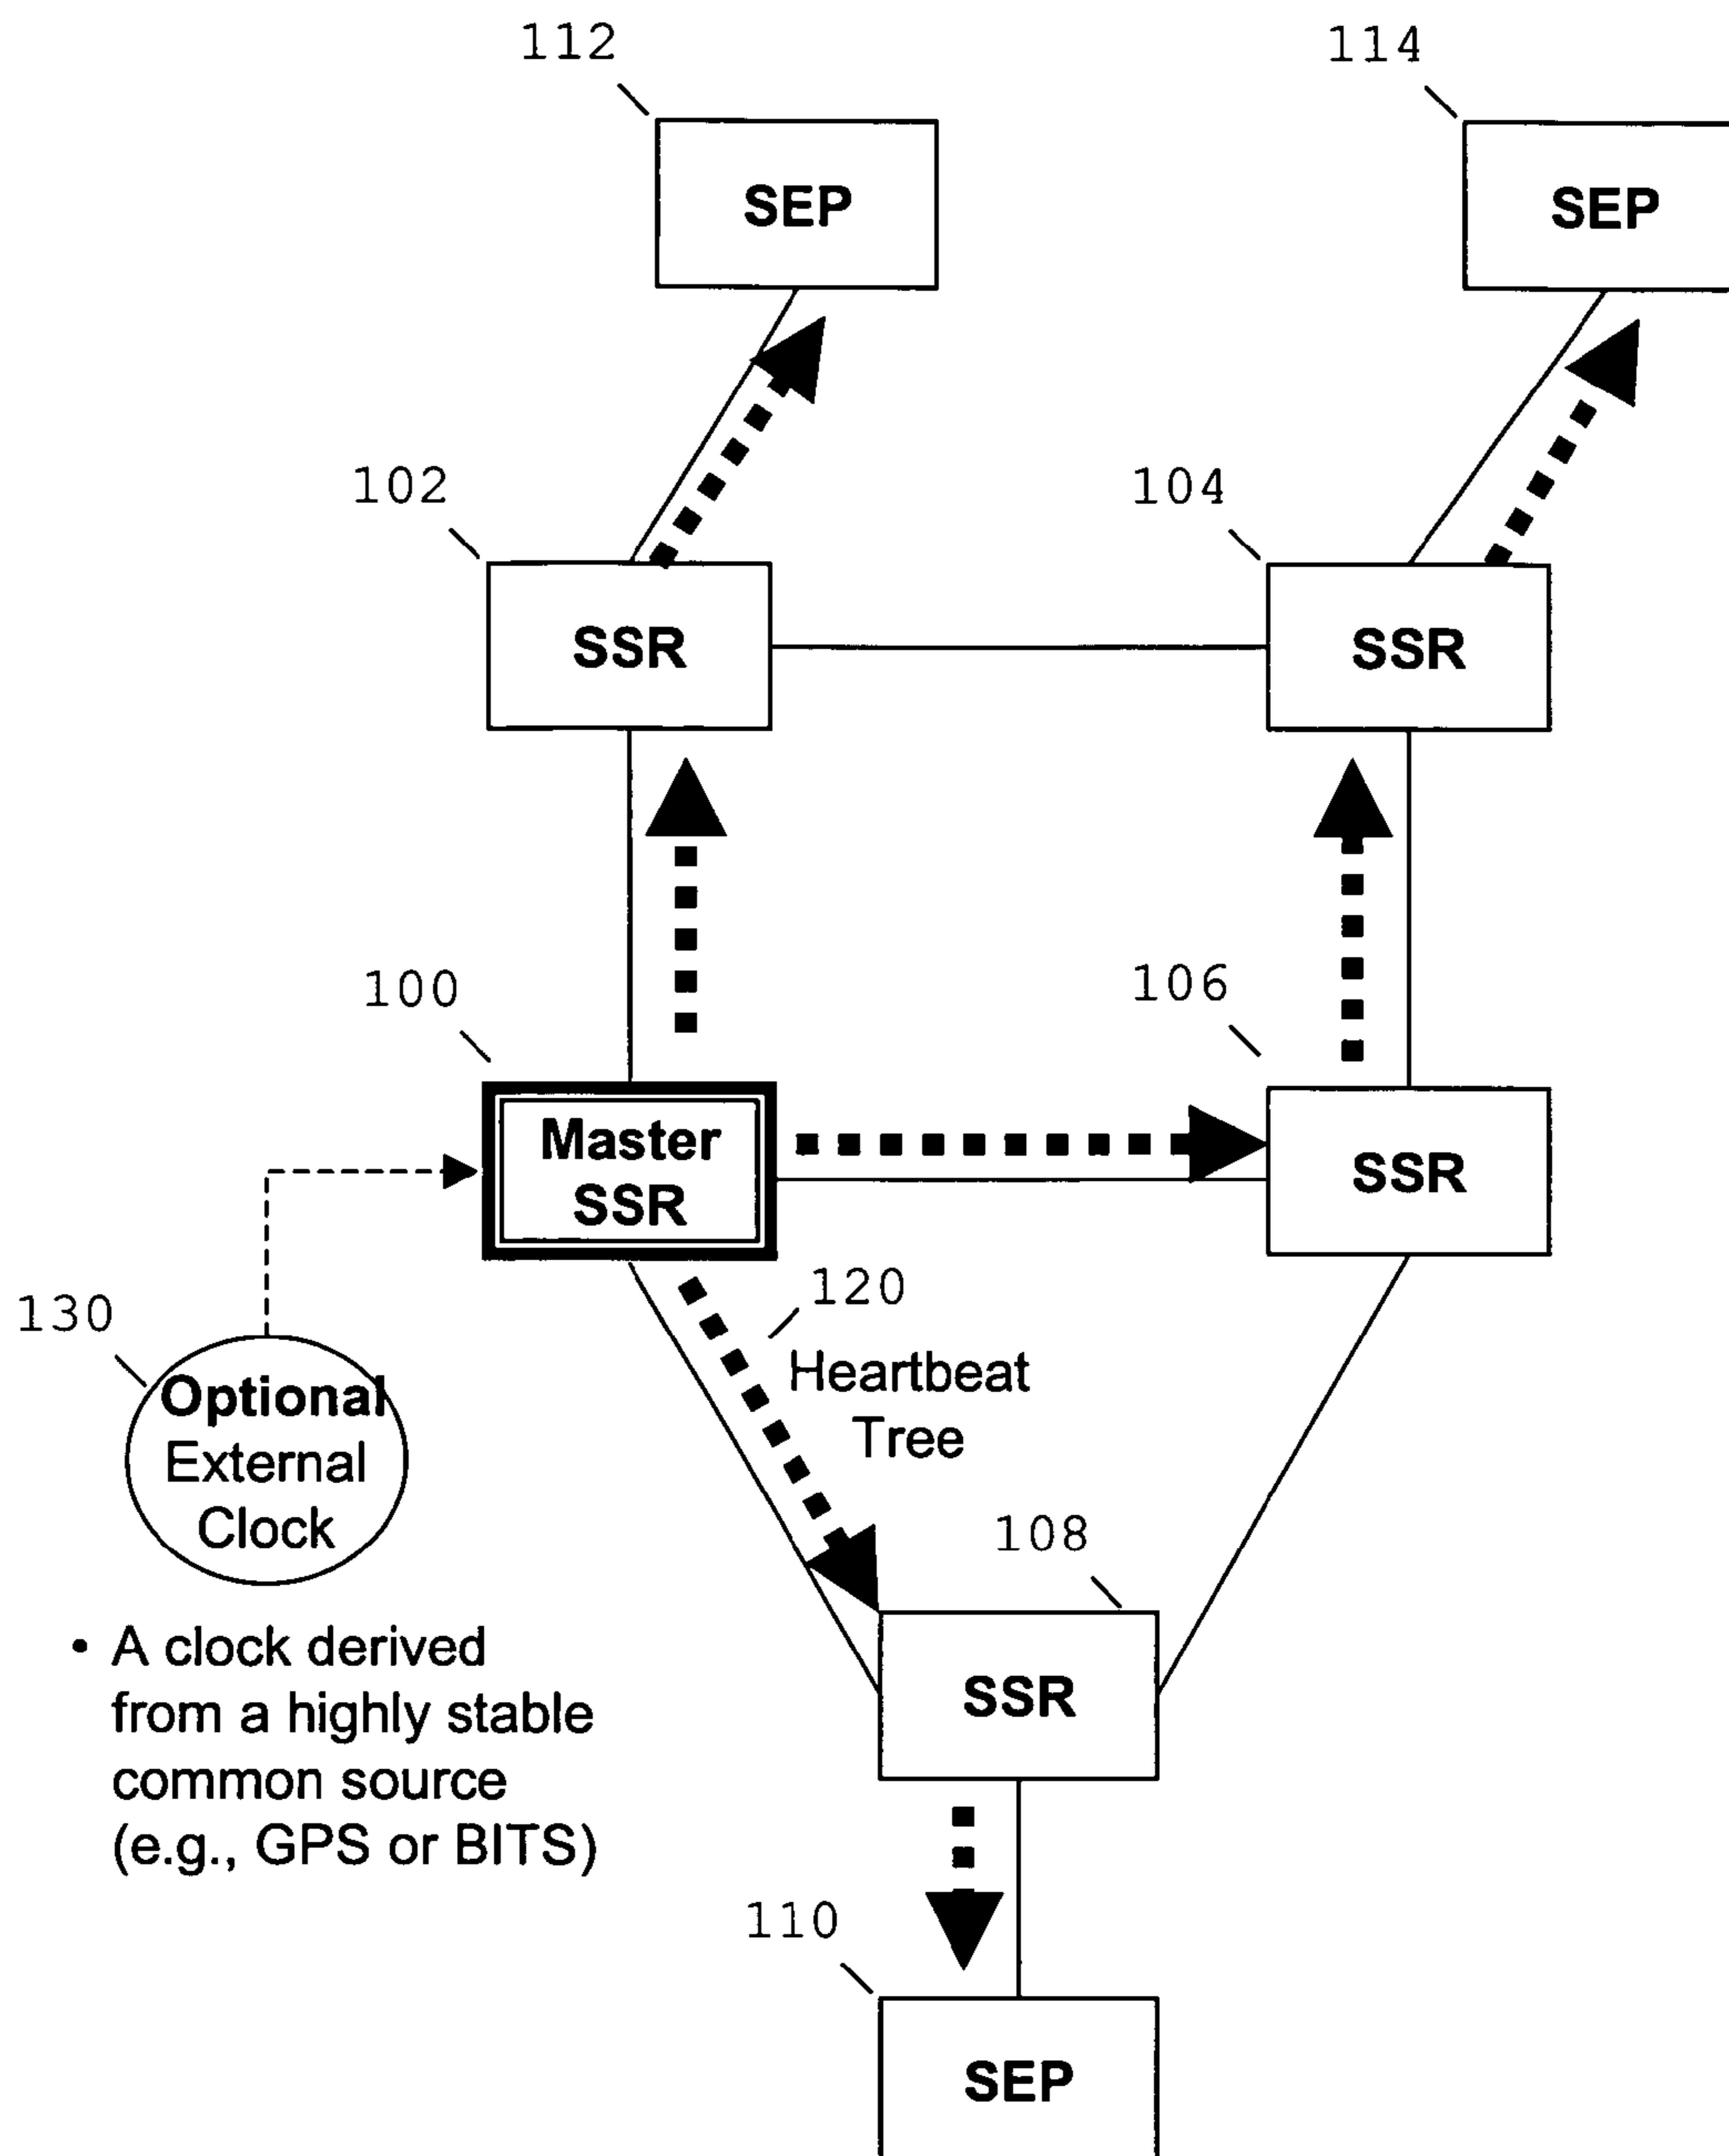 112
114
SEP
SEP
102
104
SSR
SSR
100
106
Master
SSR
SSR
120
130
Heartbeat
Tree
Optional
External
Clock
108
• A clock derived
from a highly stable
common source
(e.g., GPS or BITS)
SSR
110
SEP